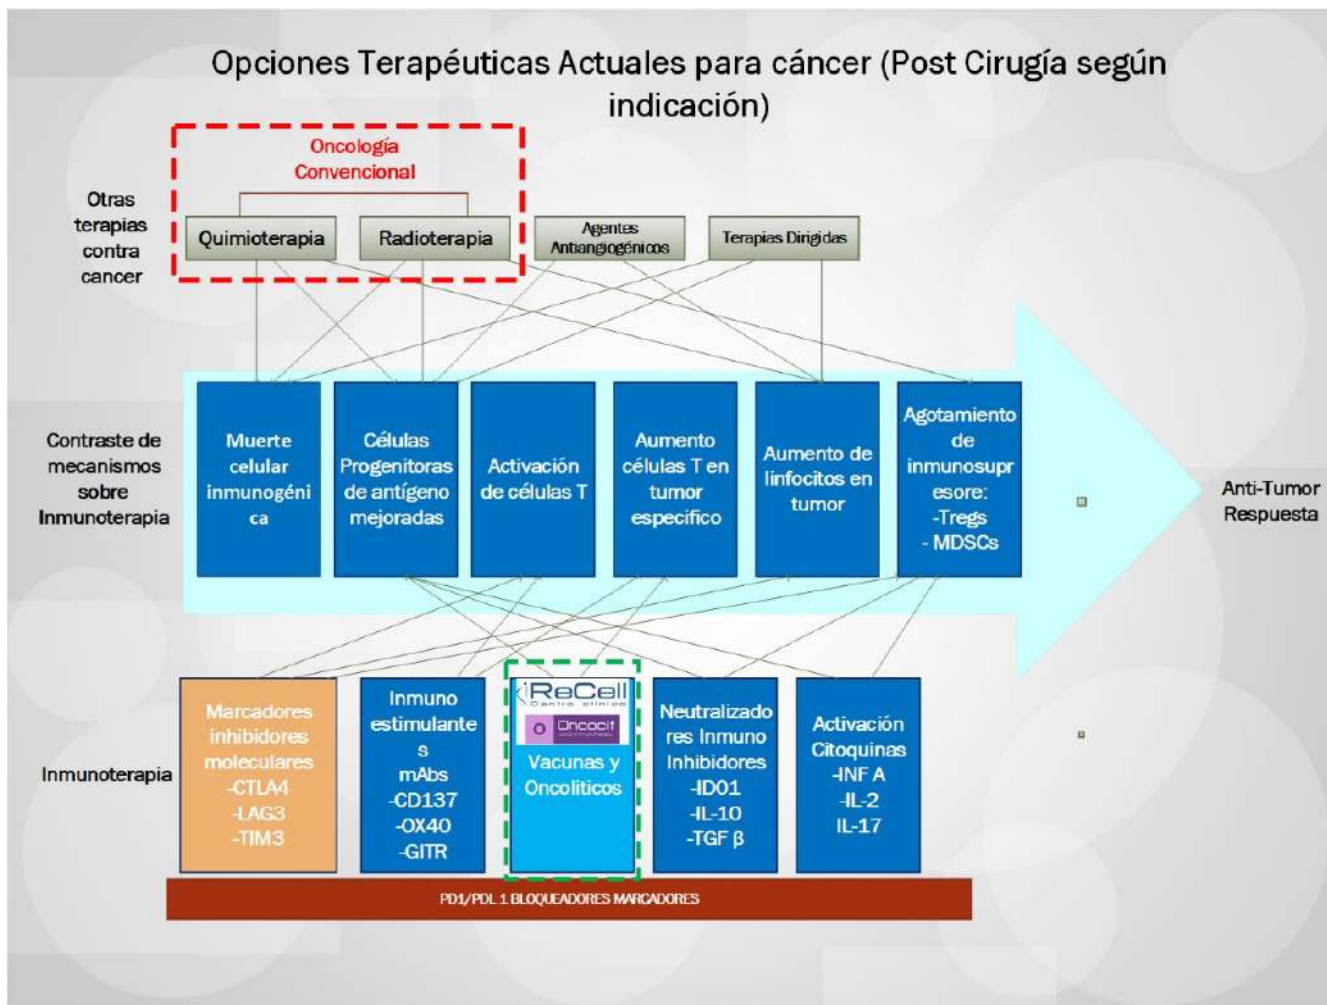 Opciones Terapéuticas Actuales para cáncer (Post Cirugía según
indicación)
Oncología
Convencional
Otras
terapias
contra
cancer
Quimioterapia
Radioterapia
Agentes
Antiangiogénicos
Terapias Dirigidas
Contraste de
mecanismos
sobre
Inmunoterapia
Muerte
celular
inmunogéni
ca
Células
Progenitoras
de antígeno
mejoradas
Activación
de células T
Aumento
células T en
tumor
especifico
Aumento de
linfocitos en
tumor
Agotamiento
de
inmunosupr
esore:
-Tregs
- MDSCs
Anti-Tumor
Respuesta
Inmunoterapia
Marcadores
inhibidores
moleculares
-CTLA4
-LAG3
-TIM3
Inmuno
estimulante
s
mAbs
-CD137
-OX40
-GITR
ReCell
Centro clínico
Oncocit
Vacunas y
Oncoliticos
Neutralizado
res Inmuno
Inhibidores
-IDO1
-IL-10
-TGF β
Activación
Citoquinas
-INF A
-IL-2
IL-17
PD1/PDL 1 BLOQUEADORES MARCADORES